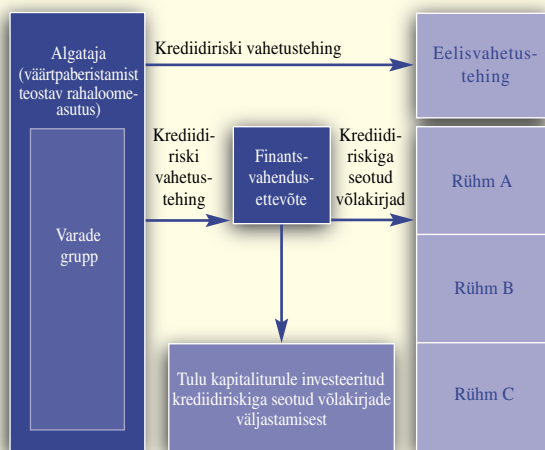 Algataja
(väärtpaberistamist
teostav rahaloome-
asutus)
Varade
grupp
Krediidiriski vahetustehing
Krediidi-
riski
vahetus-
tehing
Finants-
vahendus-
ettevõte
Krediidi-
riskiga
seotud
võlakirjad
Tulu kapitaliturule investeeritud
krediidiriskiga seotud võlakirjade
väljastamisest
Eelisvahetus-
tehing
Rühm A
Rühm B
Rühm C